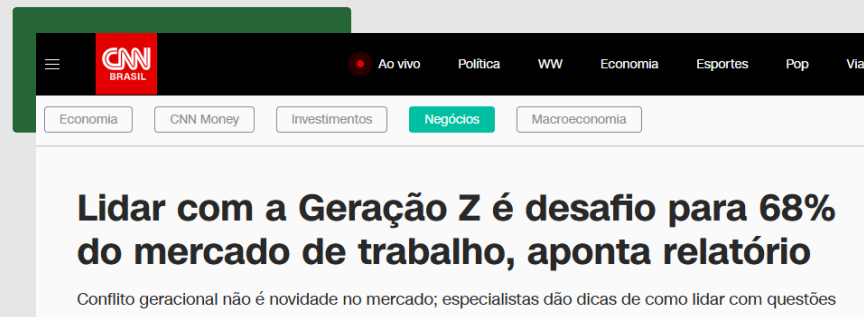 CNN BRASIL Ao vivo Política WW Economia Esportes Pop
Economia CNN Money Investimentos Negócios Macroeconomia
Lidar com a Geração Z é desafio para 68%
do mercado de trabalho, aponta relatório
Conflito geracional não é novidade no mercado; especialistas dão dicas de como lidar com questões